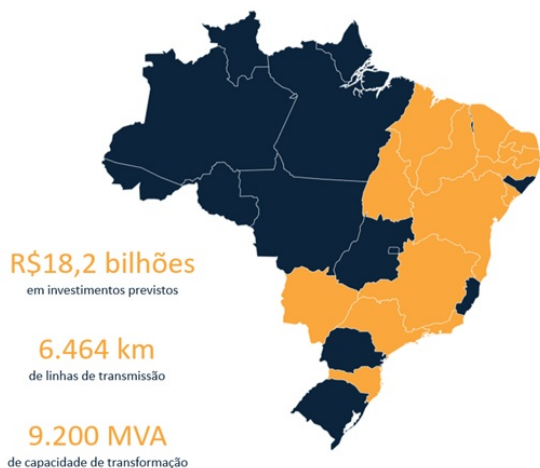 R$18,2 bilhões
em investimentos previstos
6.464 km
de linhas de transmissão
9.200 MVA
de capacidade de transformação